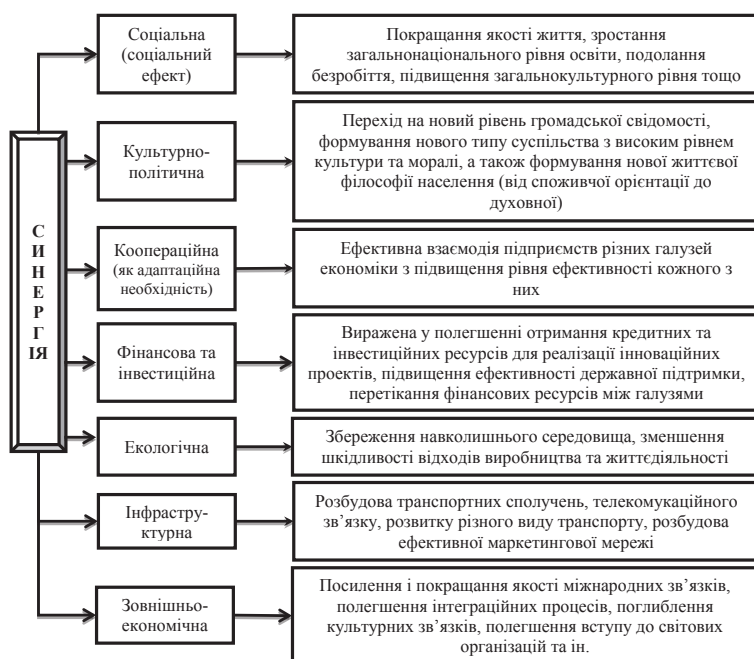 Соціальна
(соціальний
ефект)
Покращання якості життя, зростання
загальнонаціонального рівня освіти, подолання
безробіття, підвищення загальнокультурного рівня тощо
СИНЕРГІЯ
Культурно-
політична
Перехід на новий рівень громадської свідомості,
формування нового типу суспільства з високим рівнем
культури та моралі, а також формування нової життєвої
філософії населення (від споживчої орієнтації до
духовної)
Коопераційна
(як адаптаційна
необхідність)
Ефективна взаємодія підприємств різних галузей
економіки з підвищення рівня ефективності кожного з
них
Фінансова та
інвестиційна
Виражена у полегшенні отримання кредитних та
інвестиційних ресурсів для реалізації інноваційних
проектів, підвищення ефективності державної підтримки,
перетікання фінансових ресурсів між галузями
Екологічна
Збереження навколишнього середовища, зменшення
шкідливості відходів виробництва та життєдіяльності
Інфрастру-
ктурна
Розбудова транспортних сполучень, телекомукаційного
зв’язку, розвитку різного виду транспорту, розбудова
ефективної маркетингової мережі
Зовнішньо-
економічна
Посилення і покращання якості міжнародних зв’язків,
полегшення інтеграційних процесів, поглиблення
культурних зв’язків, полегшення вступу до світових
організацій та ін.